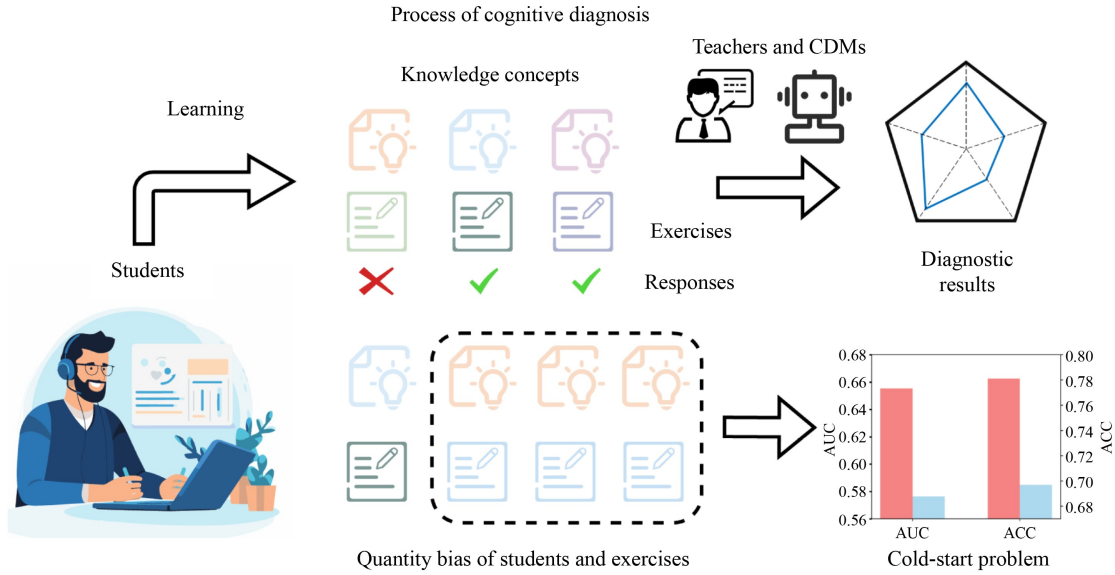 Process of cognitive diagnosis
Teachers and CDMs
Knowledge concepts
Learning
Exercises
Students
Responses
Diagnostic
results
0.68
0.66
0.64
0.62
0.60
0.58
0.56
AUC
0.80
0.78
0.76
0.74
0.72
0.70
0.68
ACC
AUC
ACC
Quantity bias of students and exercises
Cold-start problem